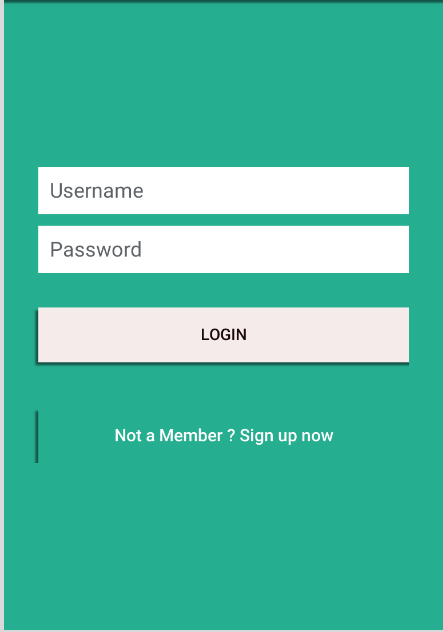 Username
Password
LOGIN
Not a Member ? Sign up now